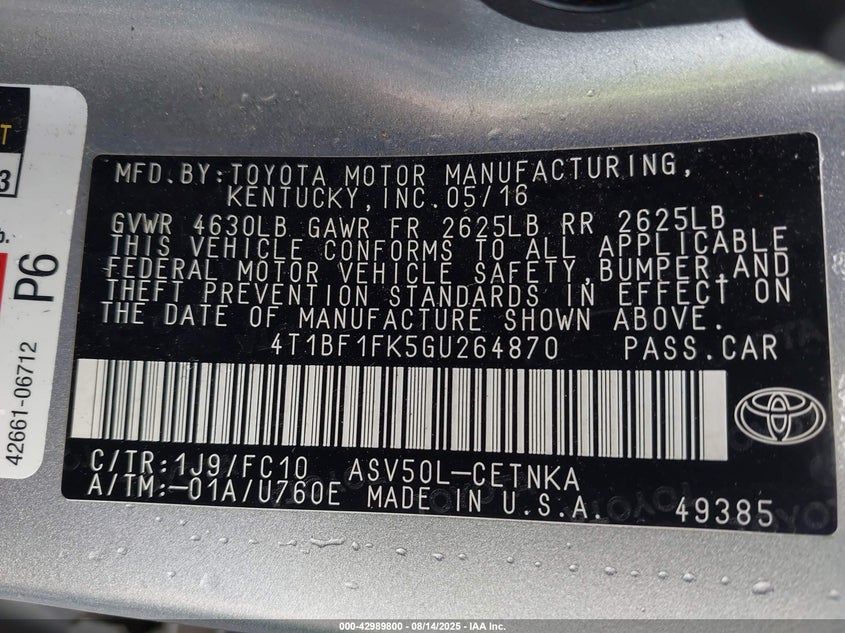 T
3
b.
P6
42661-06712
MFD.BY:TOYOTA MOTOR MANUFACTURING,
KENTUCKY,INC.05/16
GVWR 4630LB GAWR FR 2625LB RR 2625LB
THIS VEHICLE CONFORMS TO ALL APPLICABLE
FEDERAL MOTOR VEHICLE SAFETY,BUMPER,AND
THEFT PREVENTION STANDARDS IN EFFECT ON
THE DATE OF MANUFACTURE SHOWN ABOVE.
4T1BF1FK5GU264870 PASS.CAR
C/TR:1J9/FC10 ASV50L-CETNKA
A/TM:-01A/U760E MADE IN U.S.A. 49385
000-42989800 - 08/14/2025 - IAA Inc.